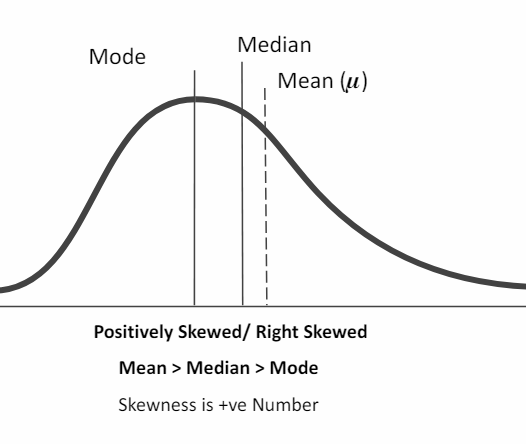 Mode
Median
Mean (μ)
Positively Skewed/ Right Skewed
Mean > Median > Mode
Skewness is +ve Number